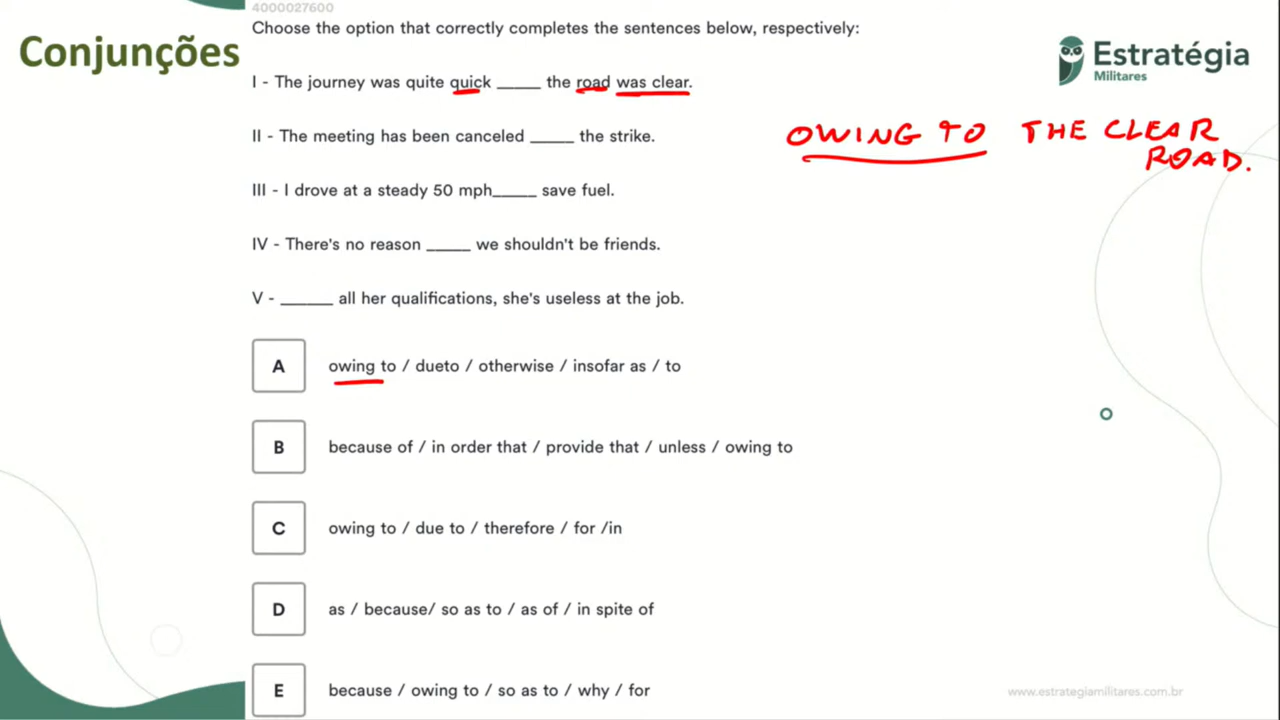 4000027600
Conjunções
Choose the option that correctly completes the sentences below, respectively:
Estratégia
Militares
I - The journey was quite quick _____ the road was clear.
OWING TO THE CLEAR
ROAD.
II - The meeting has been canceled _____ the strike.
III - I drove at a steady 50 mph_____ save fuel.
IV - There's no reason _____ we shouldn't be friends.
V - ______ all her qualifications, she's useless at the job.
A owing to / dueto / otherwise / insofar as / to
B because of / in order that / provide that / unless / owing to
C owing to / due to / therefore / for /in
D as / because/ so as to / as of / in spite of
E because / owing to / so as to / why / for
www.estrategiamilitares.com.br